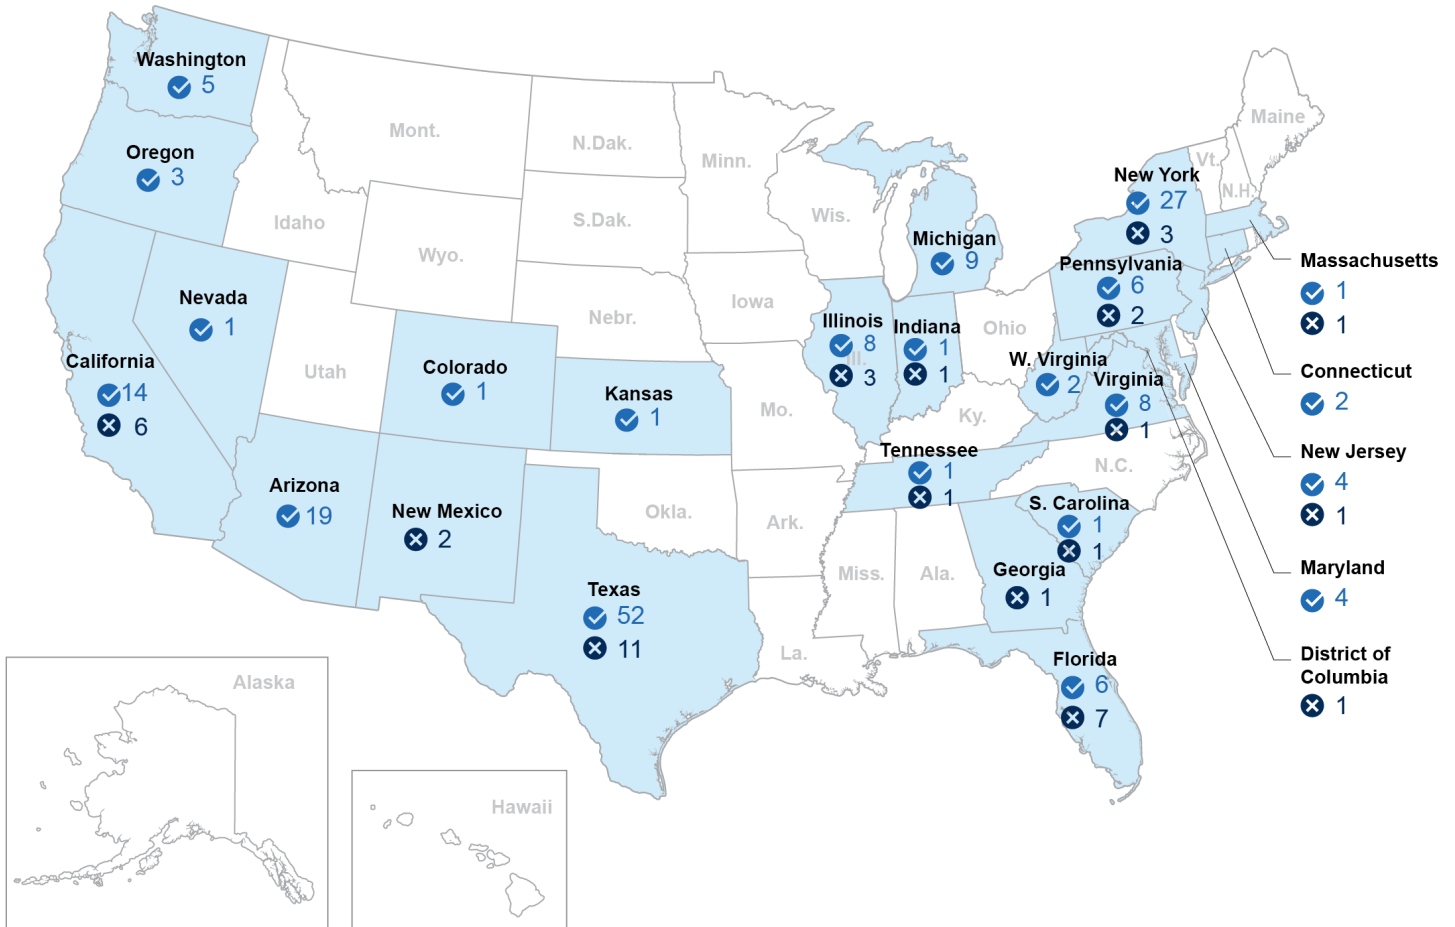 Washington
5
Oregon
3
Mont.
Idaho
Wyo.
N.Dak.
S.Dak.
Nebr.
Minn.
Iowa
Wis.
Michigan
9
Maine
Vt.
N.H.
New York
27
3
Pennsylvania
6
2
Nevada
1
Utah
California
14
6
Colorado
1
Kansas
1
Mo.
Illinois
8
Ill.
3
Indiana
1
1
Ohio
W. Virginia
2
Virginia
8
1
Ky.
Tennessee
1
1
N.C.
S. Carolina
1
1
Georgia
1
Arizona
19
New Mexico
2
Okla.
Ark.
Miss.
Ala.
La.
Texas
52
11
Florida
6
7
Alaska
Hawaii
Massachusetts
1
1
Connecticut
2
New Jersey
4
1
Maryland
4
District of
Columbia
1